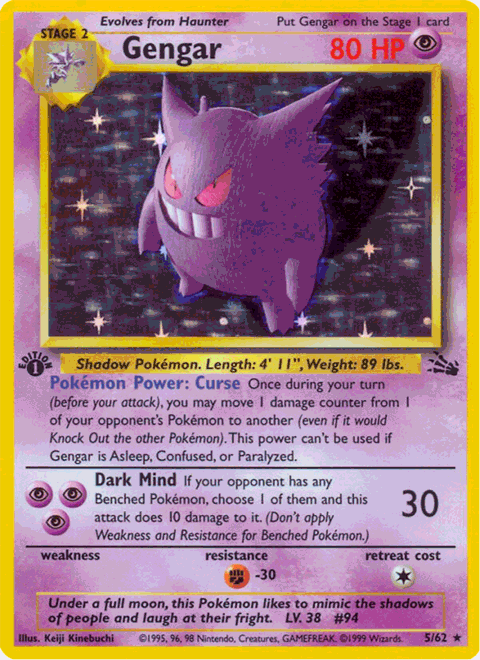 Evolves from Haunter
Put Gengar on the Stage 1 card
STAGE 2
Gengar
80 HP
EDITION
1
Shadow Pokémon. Length: 4' 11", Weight: 89 lbs.
Pokémon Power: Curse Once during your turn
(before your attack), you may move 1 damage counter from 1
of your opponent's Pokémon to another (even if it would
Knock Out the other Pokémon). This power can't be used if
Gengar is Asleep, Confused, or Paralyzed.
Dark Mind If your opponent has any
Benched Pokémon, choose 1 of them and this
attack does 10 damage to it. (Don't apply
Weakness and Resistance for Benched Pokémon.)
30
weakness
resistance
retreat cost
-30
Under a full moon, this Pokémon likes to mimic the shadows
of people and laugh at their fright. LV. 38 #94
Illus. Keiji Kinebuchi
©1995, 96, 98 Nintendo, Creatures, GAMEFREAK. ©1999 Wizards.
5/62 ★